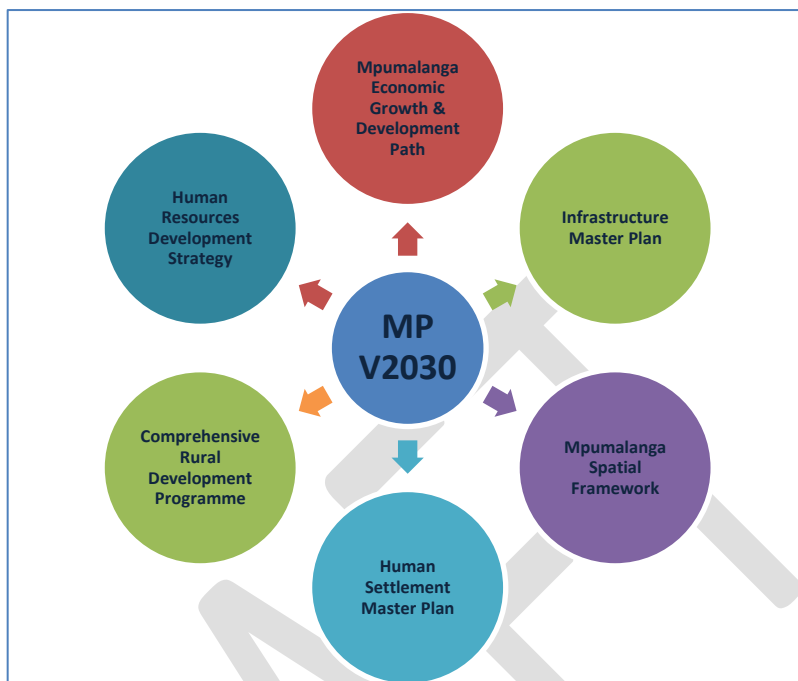 Mpumalanga
Economic
Growth &
Development
Path
Human
Resources
Development
Strategy
Infrastructure
Master Plan
MP
V2030
Comprehensive
Rural
Development
Programme
Mpumalanga
Spatial
Framework
Human
Settlement
Master Plan